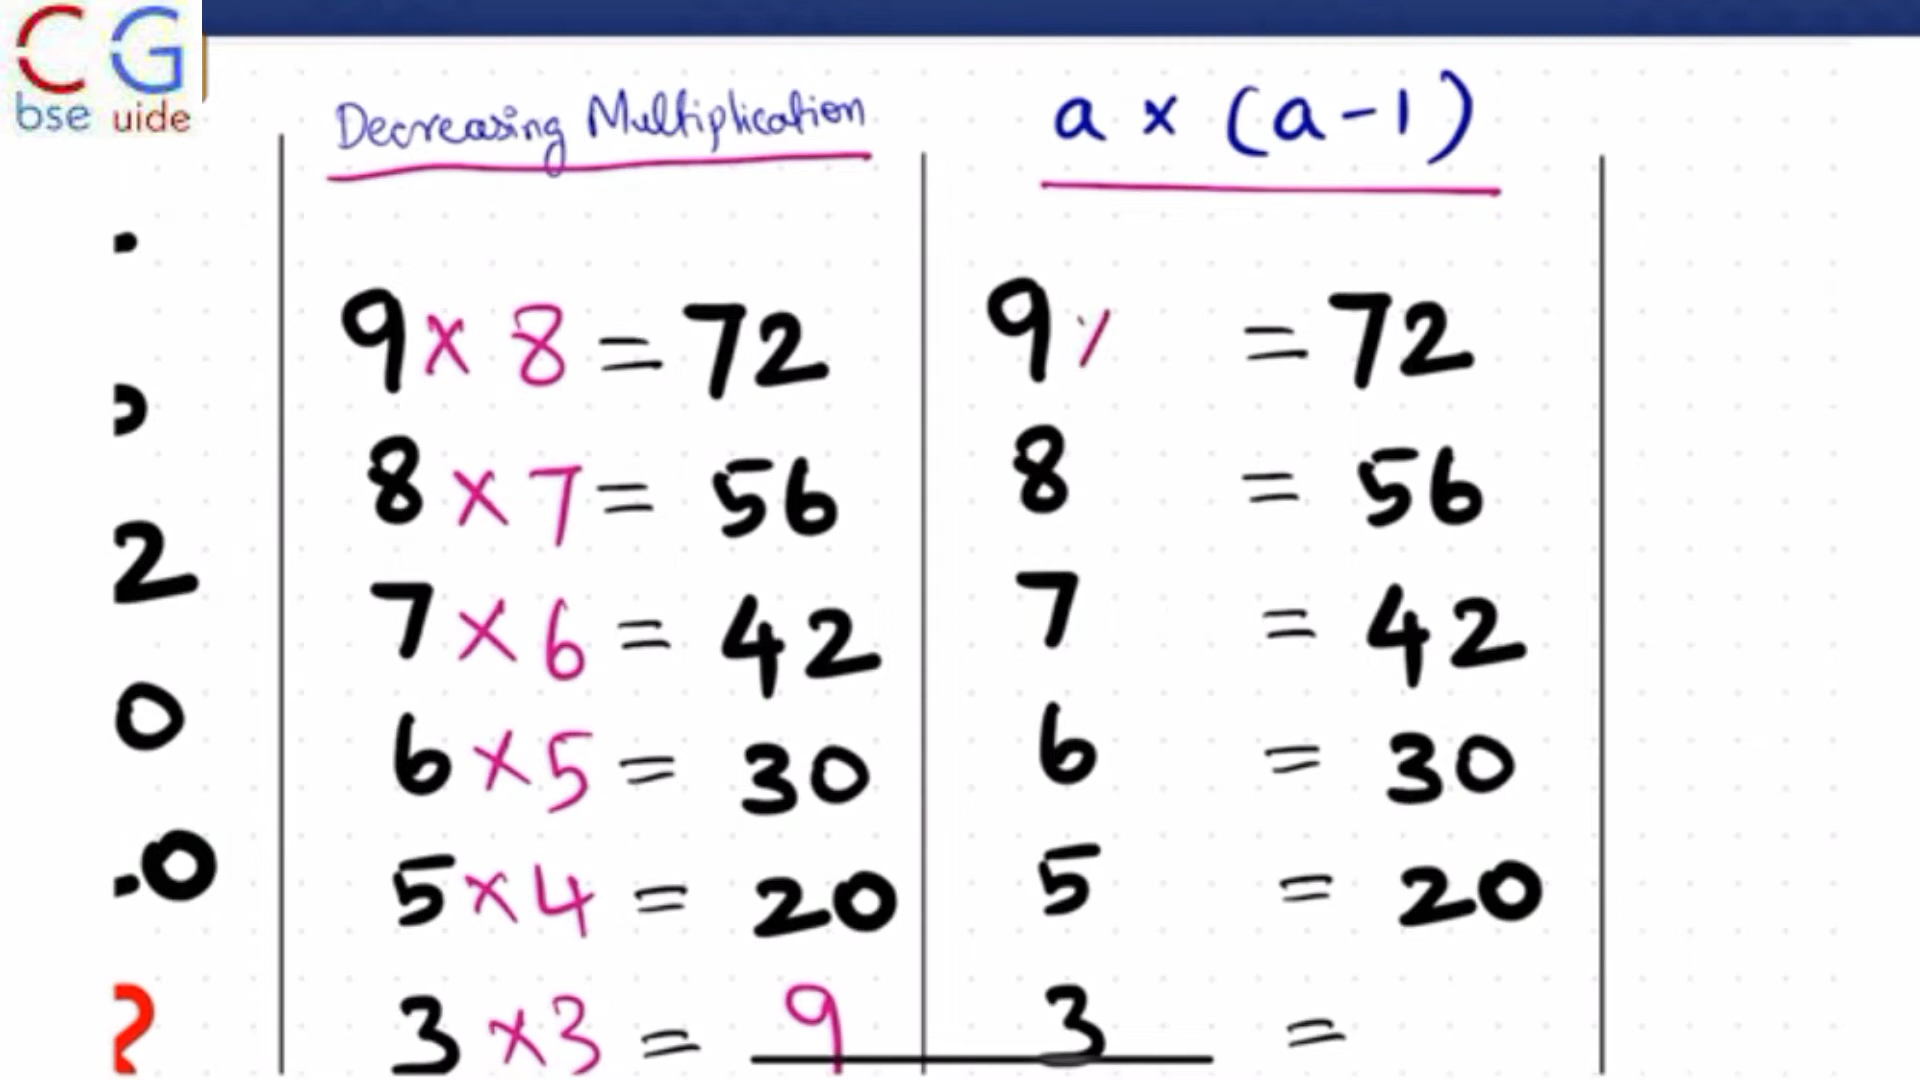 CG
bse uide
Decreasing Multiplication
a × (a-1)
9 × 8 = 72
8 × 7 = 56
7 × 6 = 42
6 × 5 = 30
5 × 4 = 20
3 × 3 = 9
9 = 72
8 = 56
7 = 42
6 = 30
5 = 20
3 =
2
0
0
?